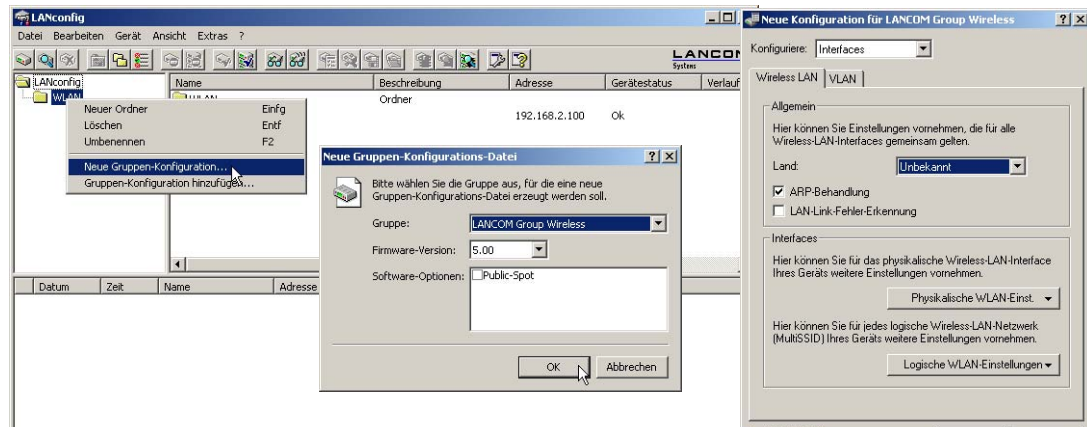 LANconfig
Datei Bearbeiten Gerät Ansicht Extras ?
LANCOM
Systems
LANconfig
WLAN
Name Beschreibung Adresse Gerätestatus Verlauf
WLAN Ordner
192.168.2.100 Ok
Neuer Ordner Einfg
Löschen Entf
Umbenennen F2
Neue Gruppen-Konfiguration...
Gruppen-Konfiguration hinzufügen...
Datum Zeit Name Adresse
Neue Gruppen-Konfigurations-Datei
Bitte wählen Sie die Gruppe aus, für die eine neue
Gruppen-Konfigurations-Datei erzeugt werden soll.
Gruppe: LANCOM Group Wireless
Firmware-Version: 5.00
Software-Optionen: Public-Spot
OK Abbrechen
Neue Konfiguration für LANCOM Group Wireless
Konfiguriere: Interfaces
Wireless LAN VLAN
Allgemein
Hier können Sie Einstellungen vornehmen, die für alle
Wireless-LAN-Interfaces gemeinsam gelten.
Land: Unbekannt
ARP-Behandlung
LAN-Link-Fehler-Erkennung
Interfaces
Hier können Sie für das physikalische Wireless-LAN-Interface
Ihres Geräts weitere Einstellungen vornehmen.
Physikalische WLAN-Einst.
Hier können Sie für jedes logische Wireless-LAN-Netzwerk
(MultiSSID) Ihres Geräts weitere Einstellungen vornehmen.
Logische WLAN-Einstellungen